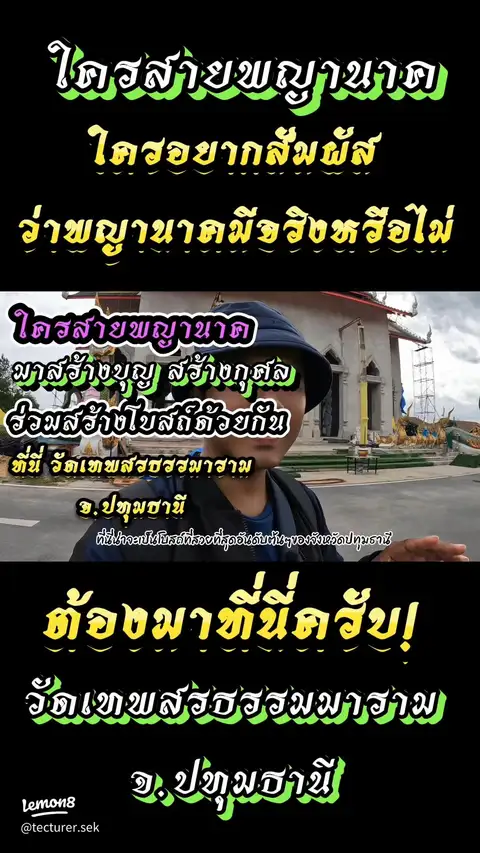 ใครสายพญานาค
ใครอยากสัมผัส
ว่าพญานาคมีจริงหรือไม่
ใครสายพญานาค
มาสร้างบุญ สร้างกุศล
ร่วมสร้างโบสถ์ด้วยกัน
ที่นี่ วัดเทพสรธรรมาราม
จ.ปทุมธานี
ที่นี่น่าจะเป็นโบสถ์ที่สวยที่สุดอันดับต้นๆของจังหวัดปทุมธานี
ต้องมาที่นี่ครับ!
วัดเทพสรธรรมมาราม
จ.ปทุมธานี
Lemon8
@tecturer.sek